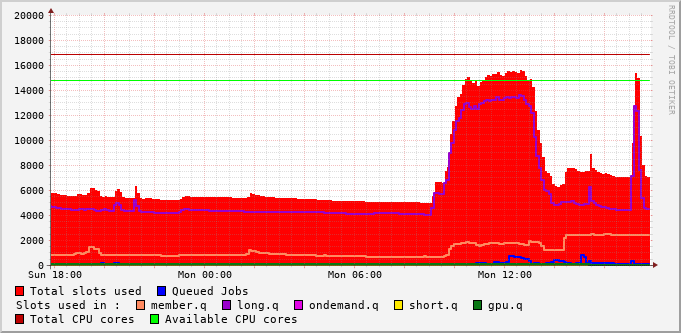 20000
18000
16000
14000
12000
10000
8000
6000
4000
2000
0
Sun 18:00 Mon 00:00 Mon 06:00 Mon 12:00
RRDTOOL / TOBI OETIKER
Total slots used Queued Jobs
Slots used in : member.q long.q ondemand.q short.q gpu.q
Total CPU cores Available CPU cores